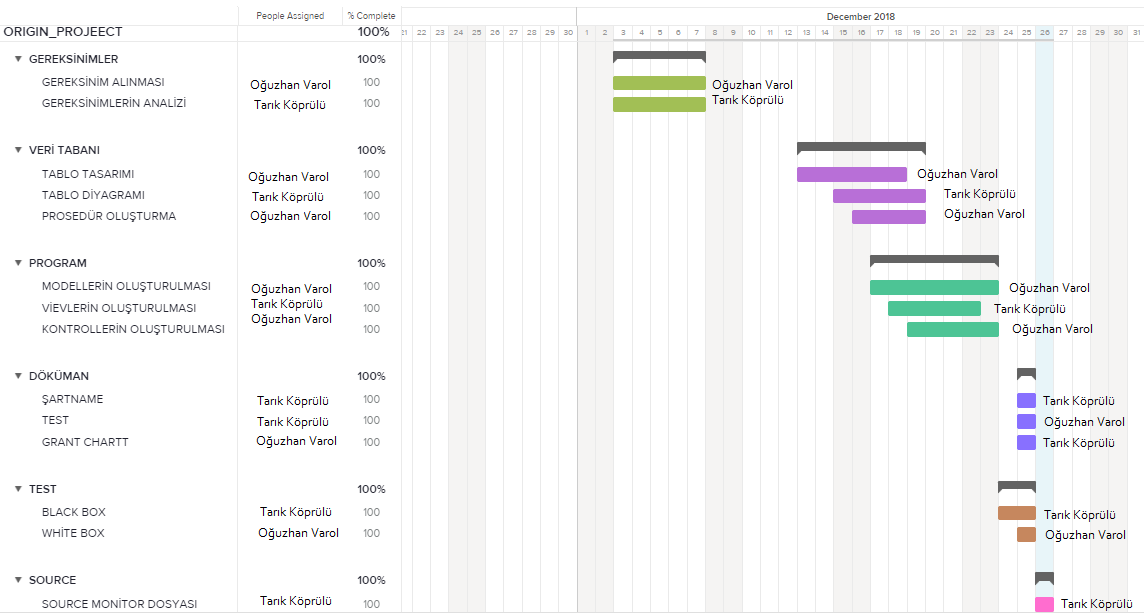 People Assigned % Complete December 2018
ORIGIN_PROJEECT 100% 21 22 23 24 25 26 27 28 29 30 1 2 3 4 5 6 7 8 9 10 11 12 13 14 15 16 17 18 19 20 21 22 23 24 25 26 27 28 29 30 31
▼ GEREKSİNİMLER 100%
GEREKSİNİM ALINMASI Oğuzhan Varol 100 Oğuzhan Varol
GEREKSİNİMLERİN ANALİZİ Tarık Köprülü 100 Tarık Köprülü
▼ VERİ TABANI 100%
TABLO TASARIMI Oğuzhan Varol 100 Oğuzhan Varol
TABLO DİYAGRAMI Tarık Köprülü 100 Tarık Köprülü
PROSEDÜR OLUŞTURMA Oğuzhan Varol 100 Oğuzhan Varol
▼ PROGRAM 100%
MODELLERİN OLUŞTURULMASI Oğuzhan Varol 100 Oğuzhan Varol
VİEVLERİN OLUŞTURULMASI Tarık Köprülü 100 Tarık Köprülü
KONTROLLERİN OLUŞTURULMASI Oğuzhan Varol 100 Oğuzhan Varol
▼ DÖKÜMAN 100%
ŞARTNAME Tarık Köprülü 100 Tarık Köprülü
TEST Tarık Köprülü 100 Oğuzhan Varol
GRANT CHARTT Oğuzhan Varol 100 Tarık Köprülü
▼ TEST 100%
BLACK BOX Tarık Köprülü 100 Tarık Köprülü
WHİTE BOX Oğuzhan Varol 100 Oğuzhan Varol
▼ SOURCE 100%
SOURCE MONİTOR DOSYASI Tarık Köprülü 100 Tarık Köprülü